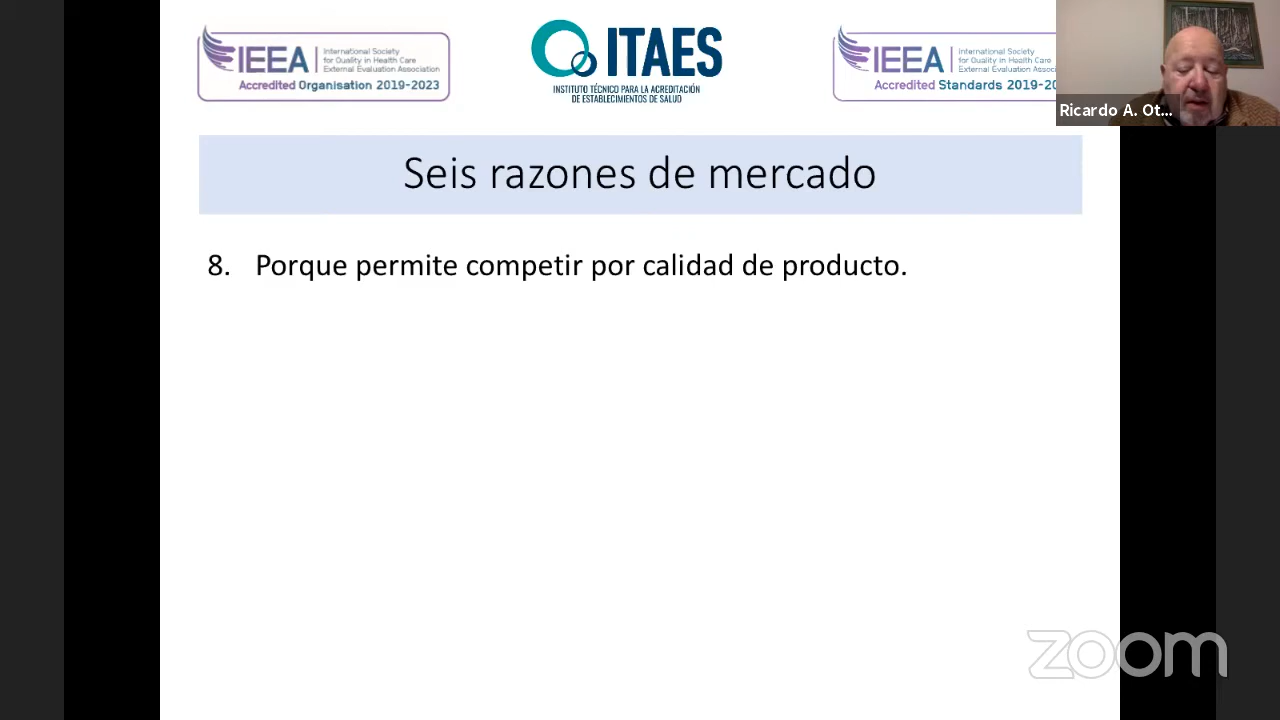 IEEA
International Society
for Quality in Health Care
External Evaluation Association
Accredited Organisation 2019-2023
ITAES
INSTITUTO TÉCNICO PARA LA ACREDITACIÓN
DE ESTABLECIMIENTOS DE SALUD
IEEA
International Society
for Quality in Health Care
External Evaluation Assoc
Accredited Standards 2019-20
Ricardo A. Ot...
Seis razones de mercado
8. Porque permite competir por calidad de producto.
zoom